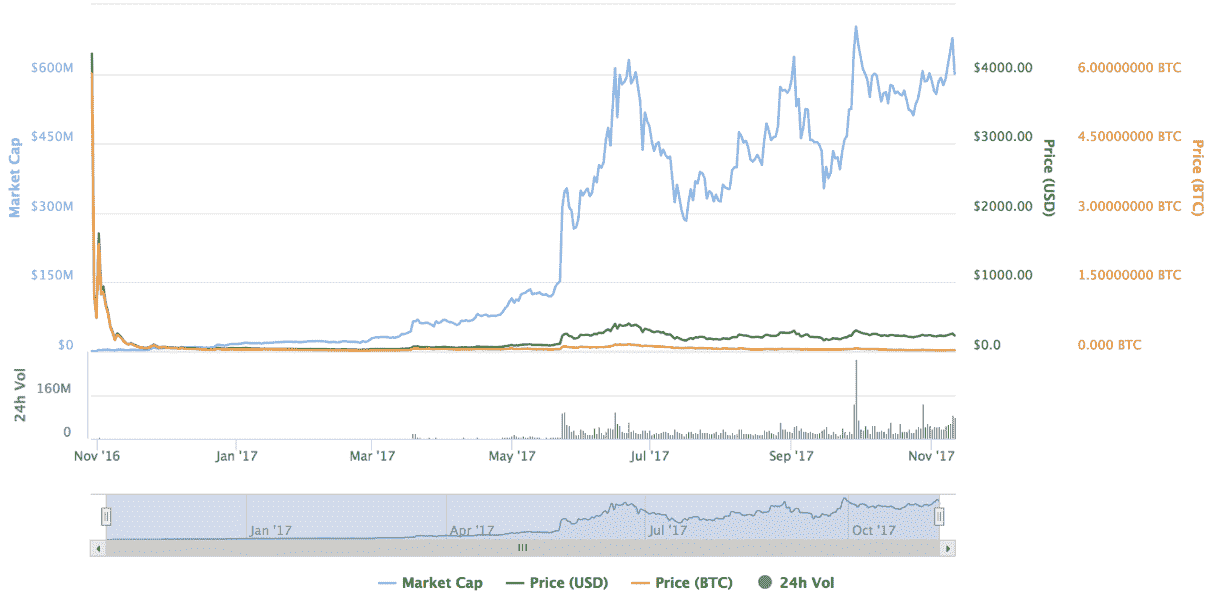 $600M
$450M
$300M
$150M
$0
Market Cap
$4000.00
$3000.00
$2000.00
$1000.00
$0.0
Price (USD)
6.00000000 BTC
4.50000000 BTC
3.00000000 BTC
1.50000000 BTC
0.000 BTC
Price (BTC)
24h Vol
160M
0
Nov '16 Jan '17 Mar '17 May '17 Jul '17 Sep '17 Nov '17
Jan '17 Apr '17 Jul '17 Oct '17
Market Cap Price (USD) Price (BTC) 24h Vol